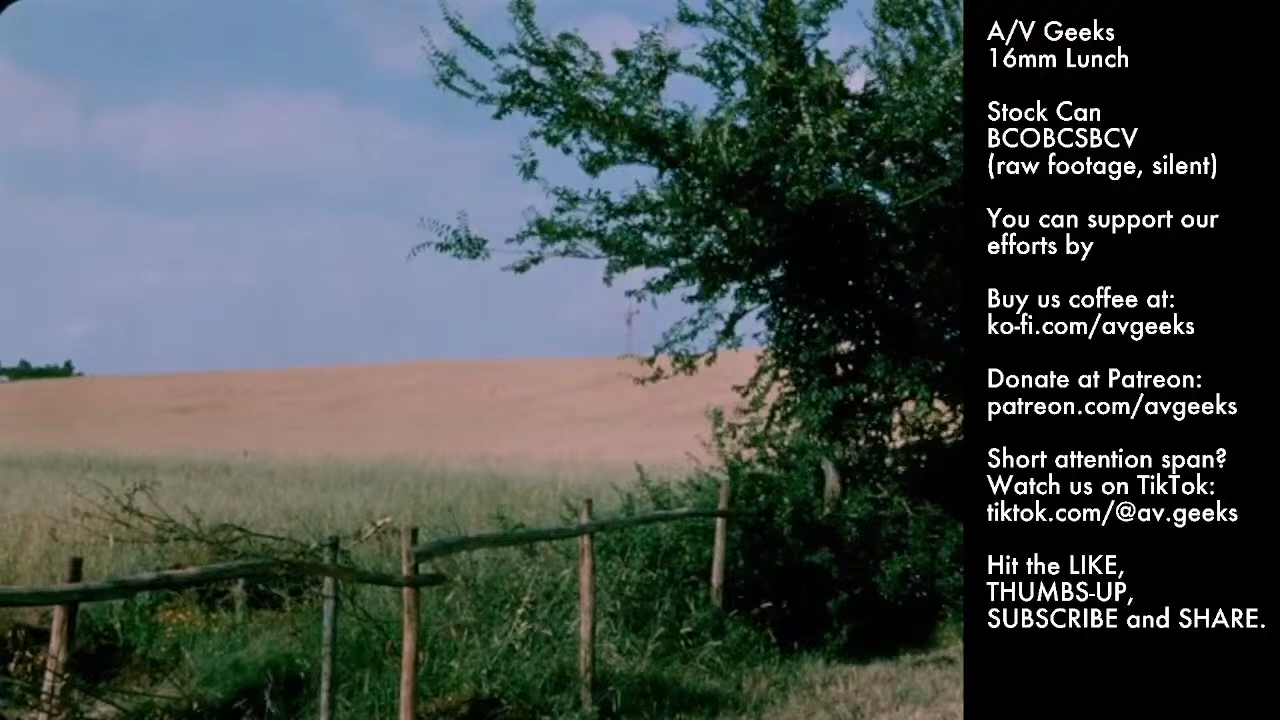 A/V Geeks
16mm Lunch
Stock Can
BCOBCSBCV
(raw footage, silent)
You can support our
efforts by
Buy us coffee at:
ko-fi.com/avgeeks
Donate at Patreon:
patreon.com/avgeeks
Short attention span?
Watch us on TikTok:
tiktok.com/@av.geeks
Hit the LIKE,
THUMBS-UP,
SUBSCRIBE and SHARE.